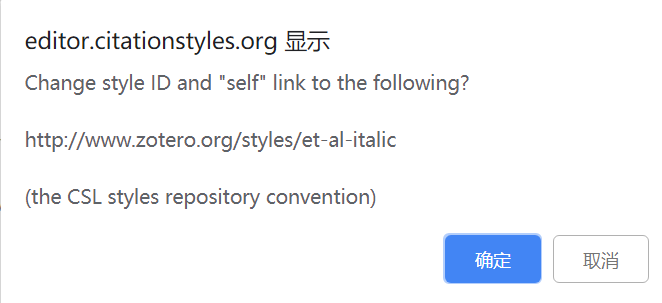 editor.citationstyles.org 显示
Change style ID and "self" link to the following?
http://www.zotero.org/styles/et-al-italic
(the CSL styles repository convention)
确定 取消